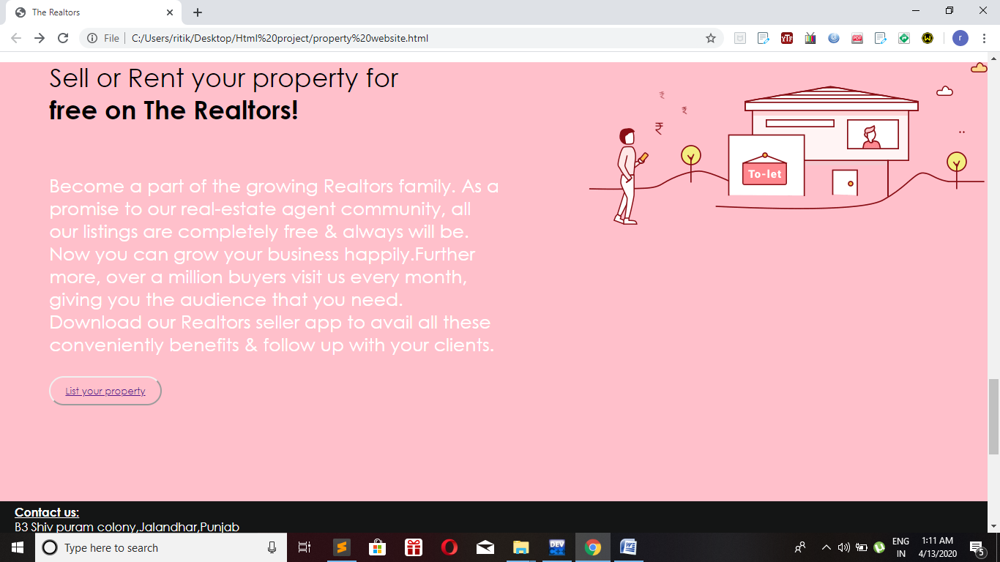 The Realtors
File
C:/Users/ritik/Desktop/Html%20project/property%20website.html
YTF
PDF
r
Sell or Rent your property for
free on The Realtors!
₹
₹
₹
To-let
Become a part of the growing Realtors family. As a
promise to our real-estate agent community, all
our listings are completely free & always will be.
Now you can grow your business happily.Further
more, over a million buyers visit us every month,
giving you the audience that you need.
Download our Realtors seller app to avail all these
conveniently benefits & follow up with your clients.
List your property
Contact us:
B3 Shiv puram colony,Jalandhar,Punjab
Type here to search
DEV
ENG
IN
1:11 AM
4/13/2020
5